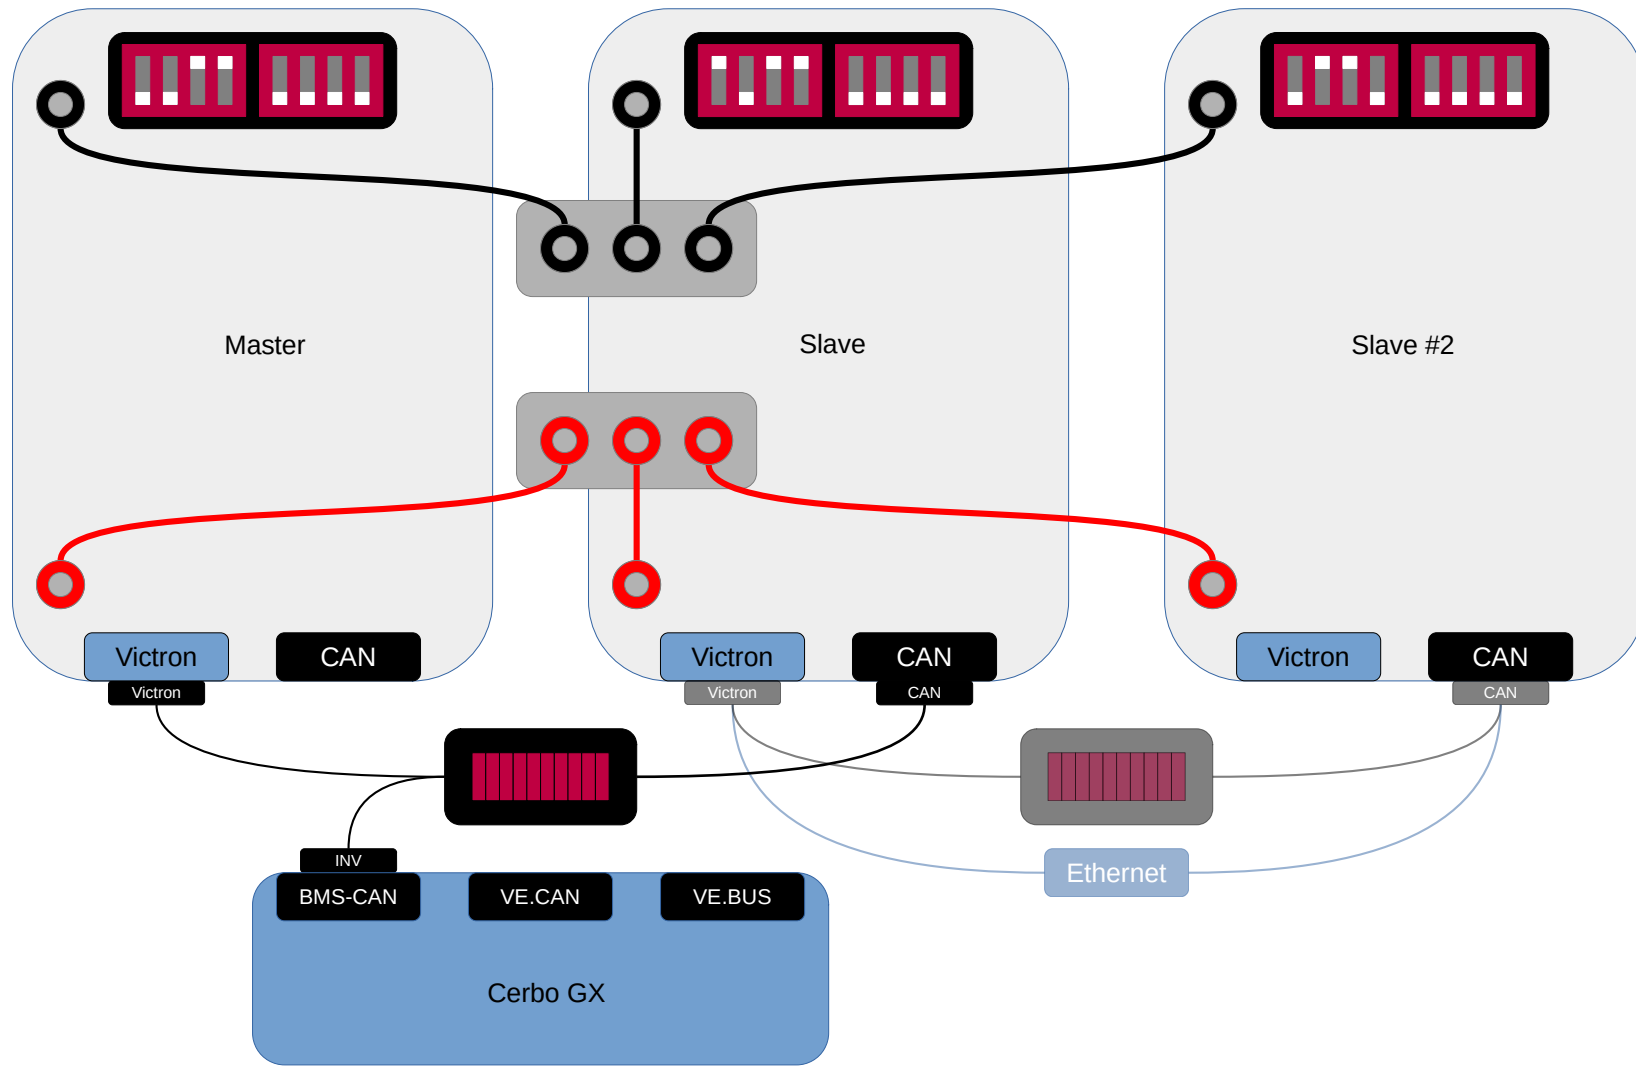 Master
Slave
Slave #2
Victron
CAN
Victron
CAN
Victron
CAN
Victron
Victron
CAN
CAN
Ethernet
INV
BMS-CAN
VE.CAN
VE.BUS
Cerbo GX